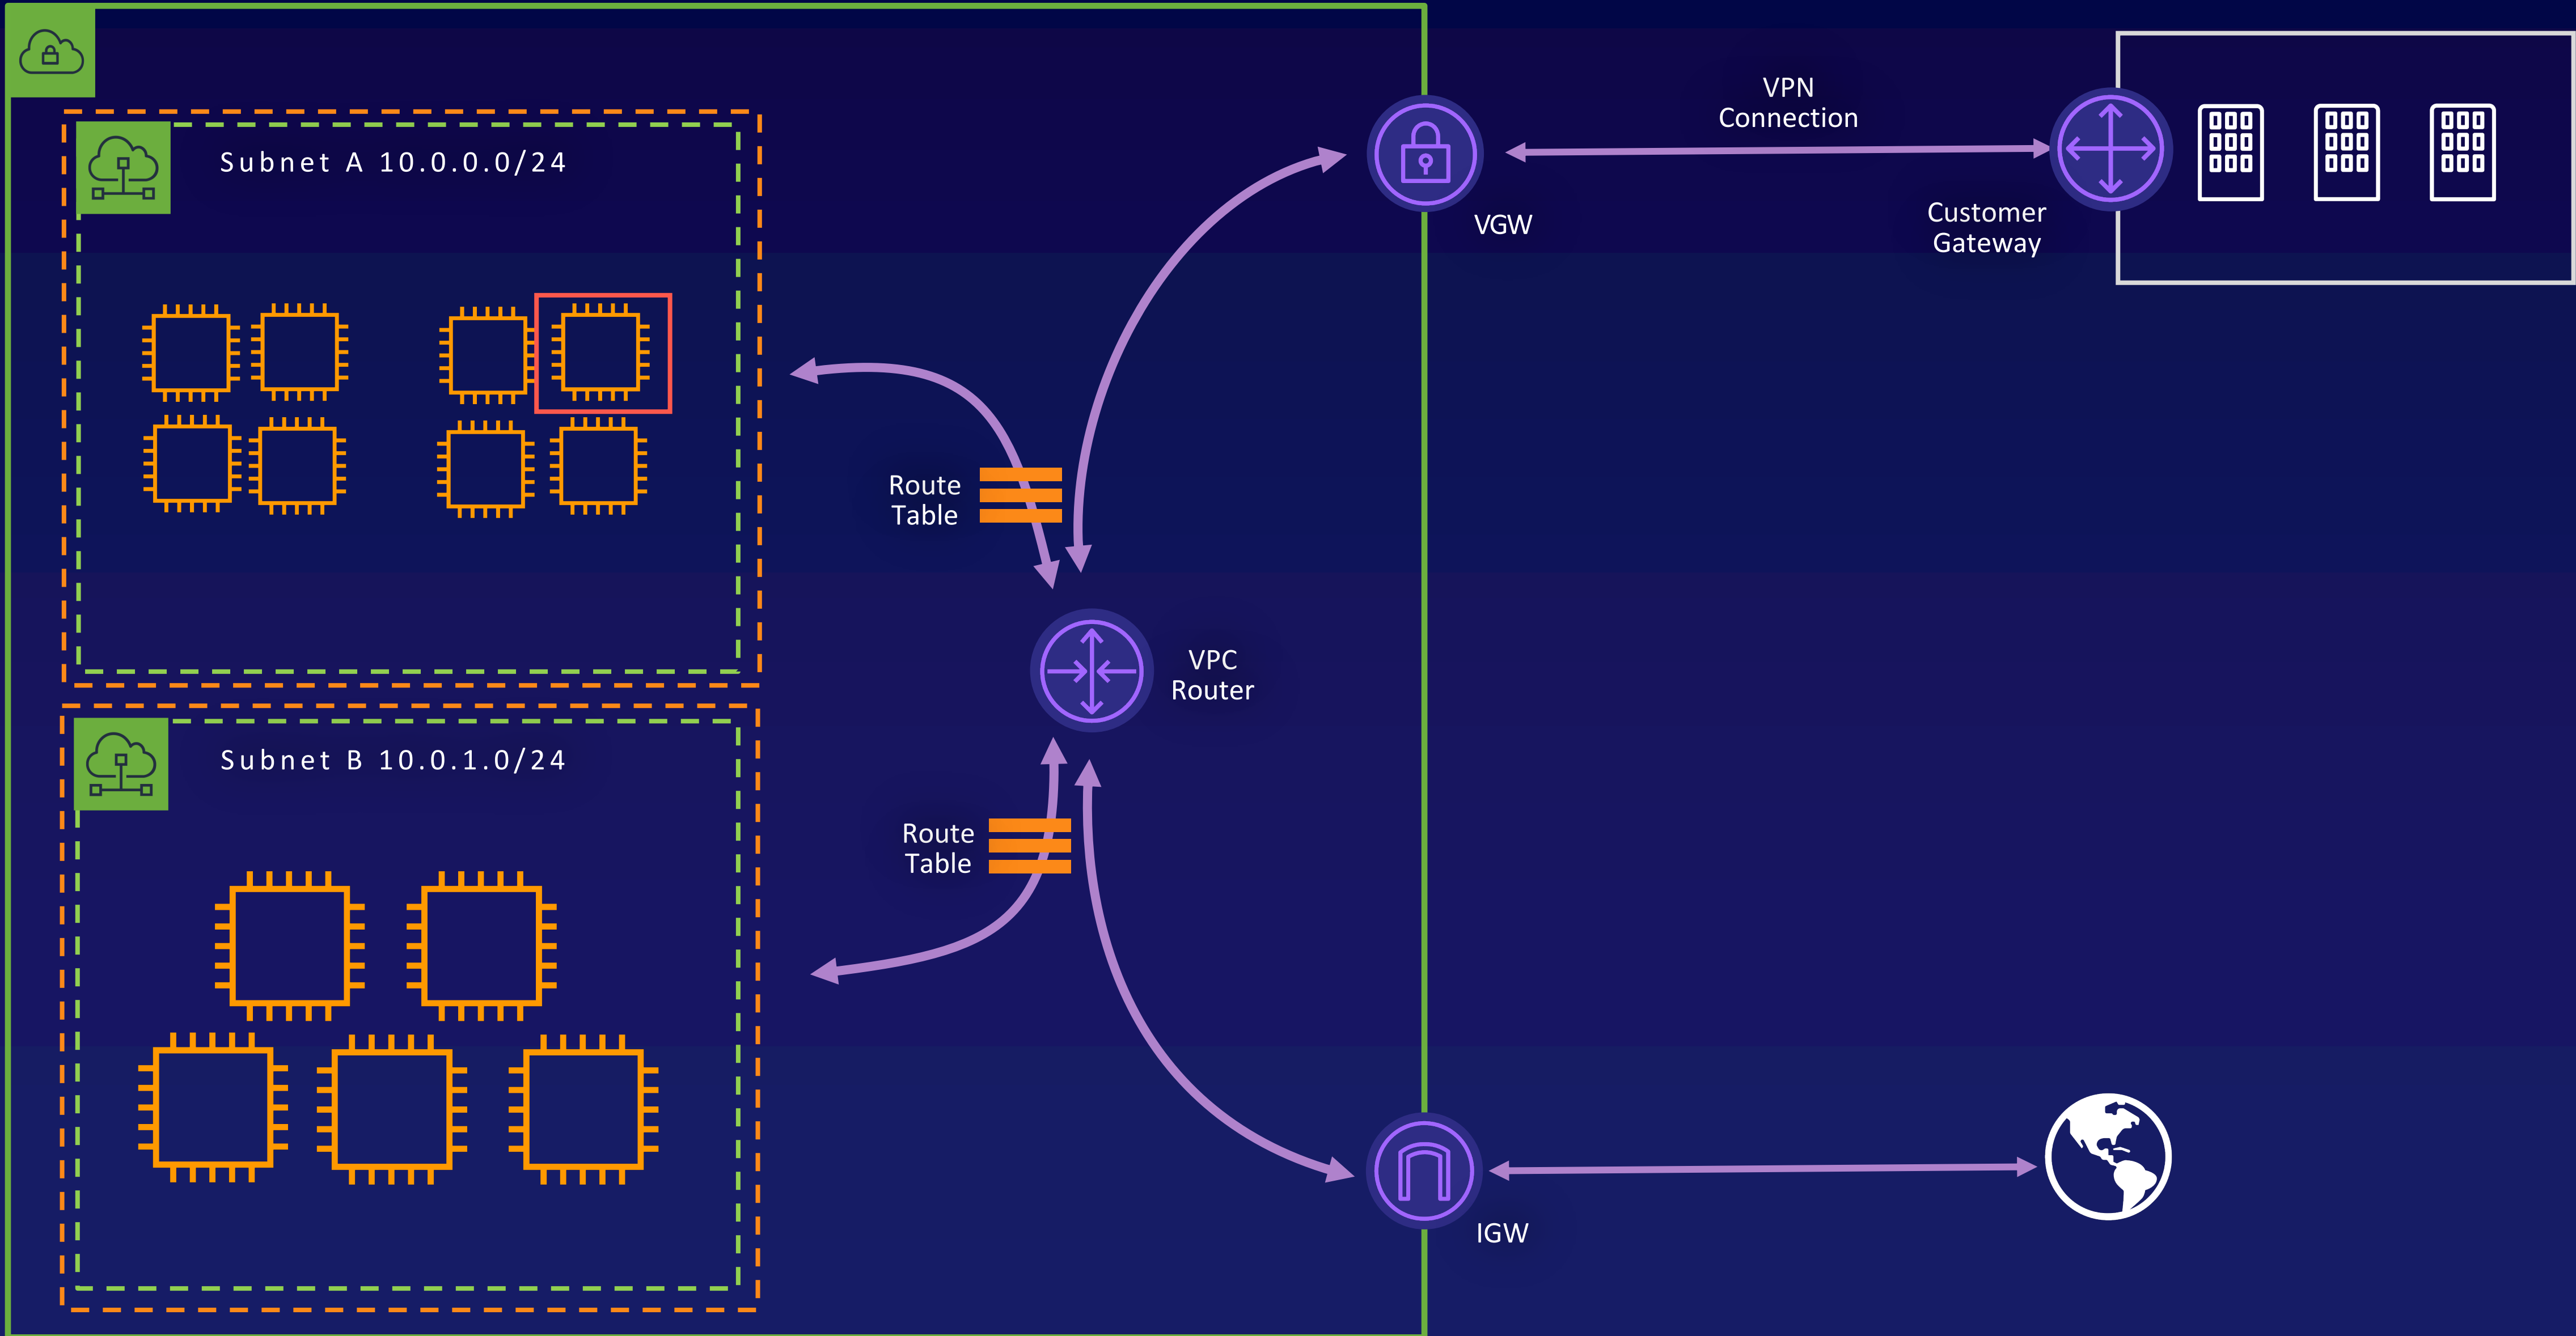 Subnet A 10.0.0.0/24
VPN
Connection
VGW
Customer
Gateway
Route
Table
VPC
Router
Subnet B 10.0.1.0/24
Route
Table
IGW